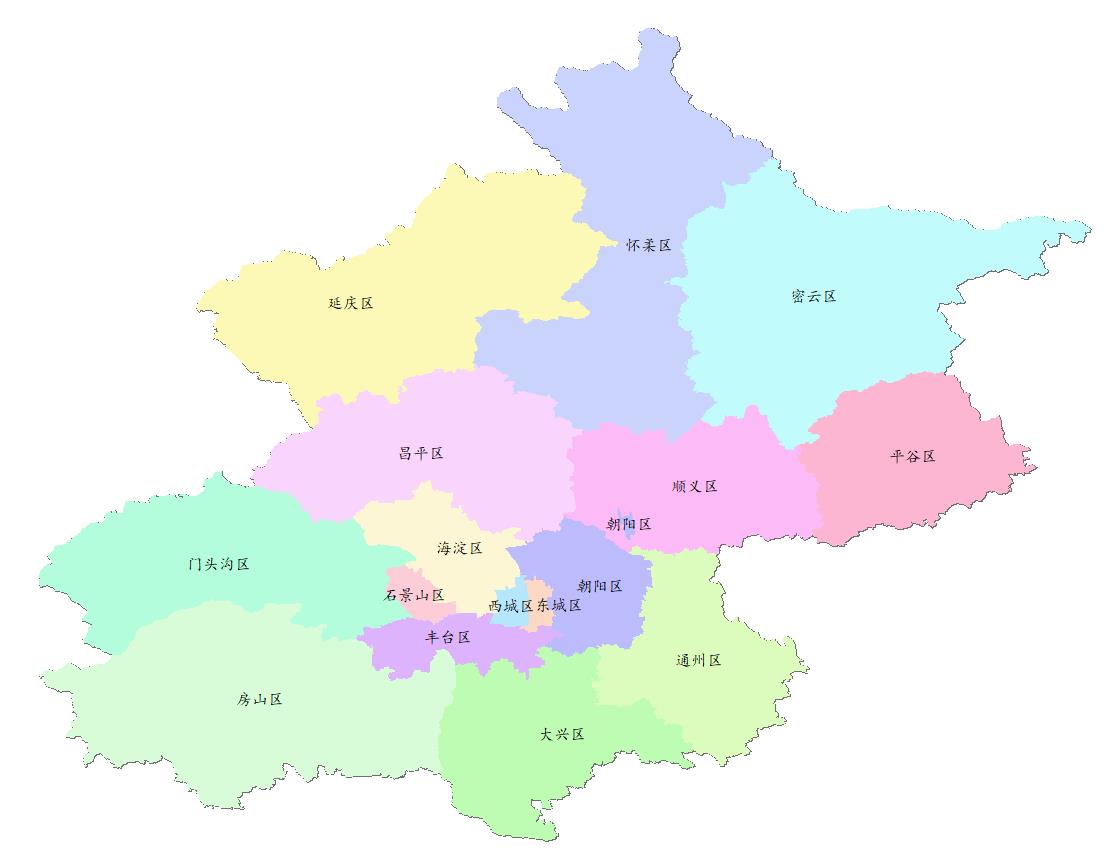 怀柔区
密云区
延庆区
昌平区
平谷区
顺义区
朝阳区
海淀区
门头沟区
朝阳区
石景山区
西城区
东城区
丰台区
通州区
房山区
大兴区